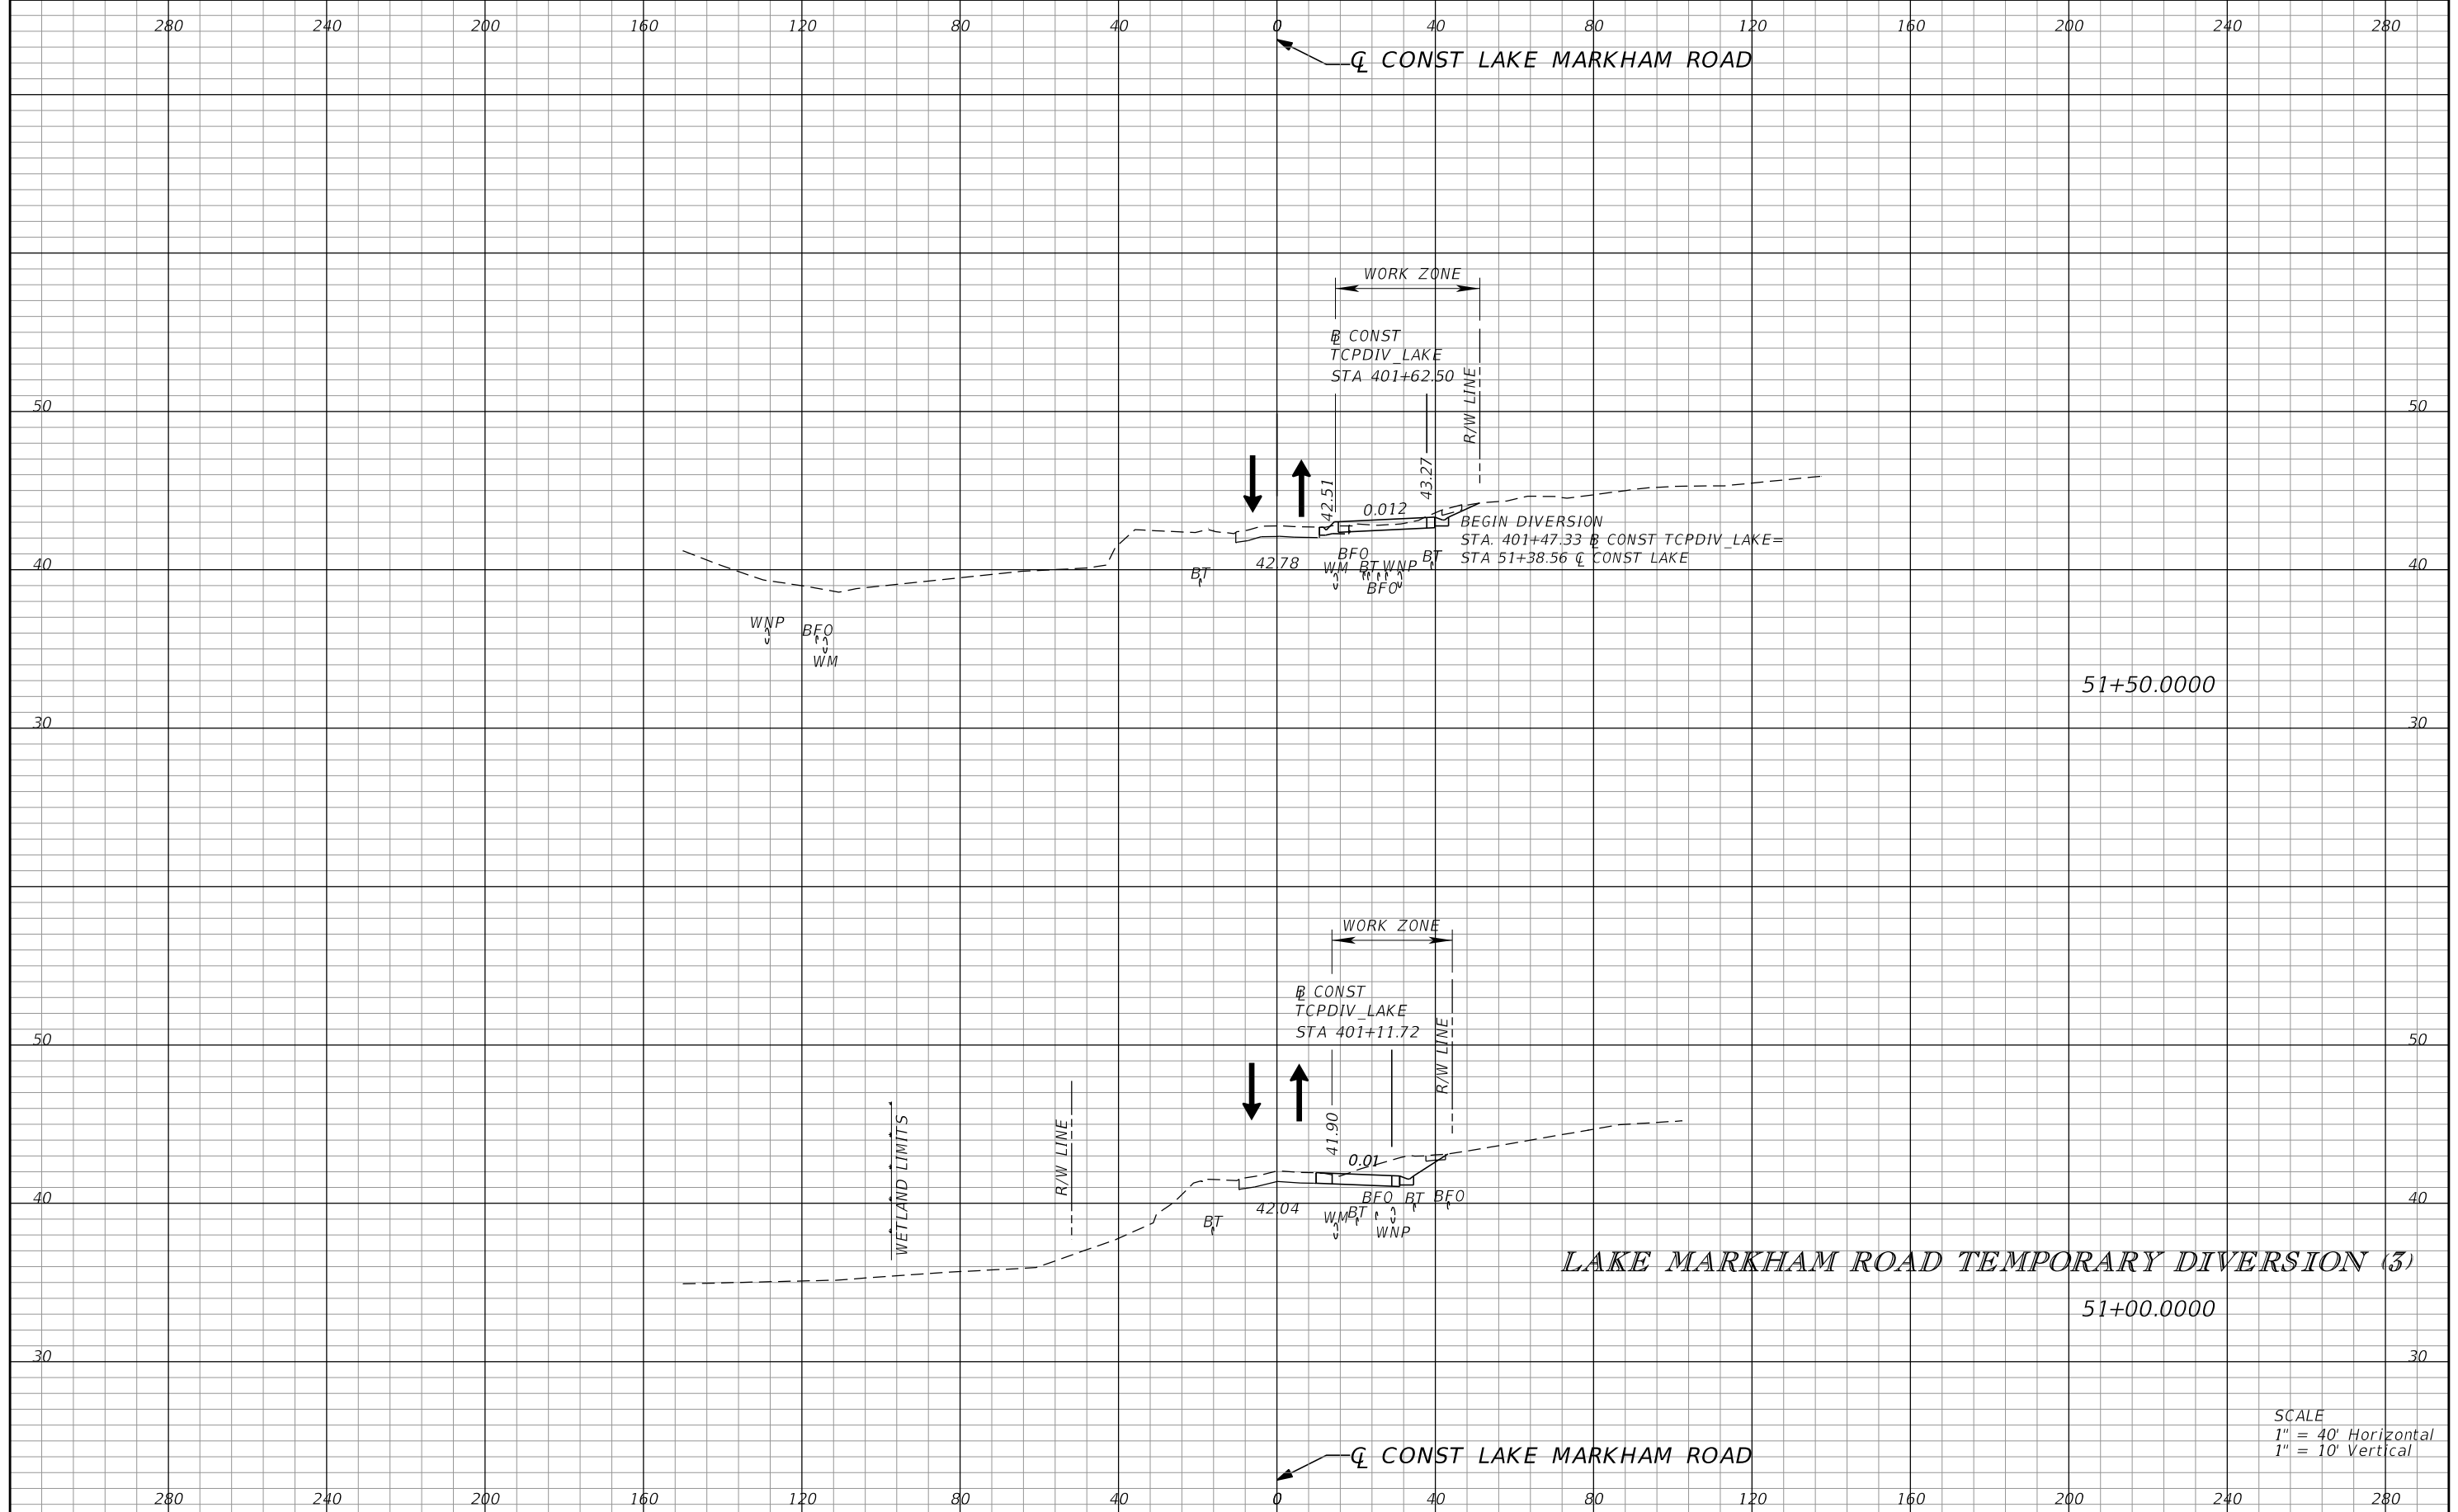 280 240 200 160 120 80 40 0 40 80 120 160 200 240 280
℄ CONST LAKE MARKHAM ROAD
WORK ZONE
BL CONST
TCPDIV_LAKE
STA 401+62.50
R/W LINE
50 50
42.51
43.27
0.012
BEGIN DIVERSION
STA. 401+47.33 BL CONST TCPDIV_LAKE=
STA 51+38.56 ℄ CONST LAKE
42.78
BFO
BT
WM
BT
WNP
BFO
BT
40 40
WNP
BFO
WM
51+50.0000
30 30
WORK ZONE
BL CONST
TCPDIV_LAKE
STA 401+11.72
R/W LINE
50 50
WETLAND LIMITS
R/W LINE
41.90
0.01
40 40
42.04
BT
WM
BT
BFO
WNP
BT
BFO
LAKE MARKHAM ROAD TEMPORARY DIVERSION (3)
51+00.0000
30 30
SCALE
1" = 40' Horizontal
1" = 10' Vertical
℄ CONST LAKE MARKHAM ROAD
280 240 200 160 120 80 40 0 40 80 120 160 200 240 280